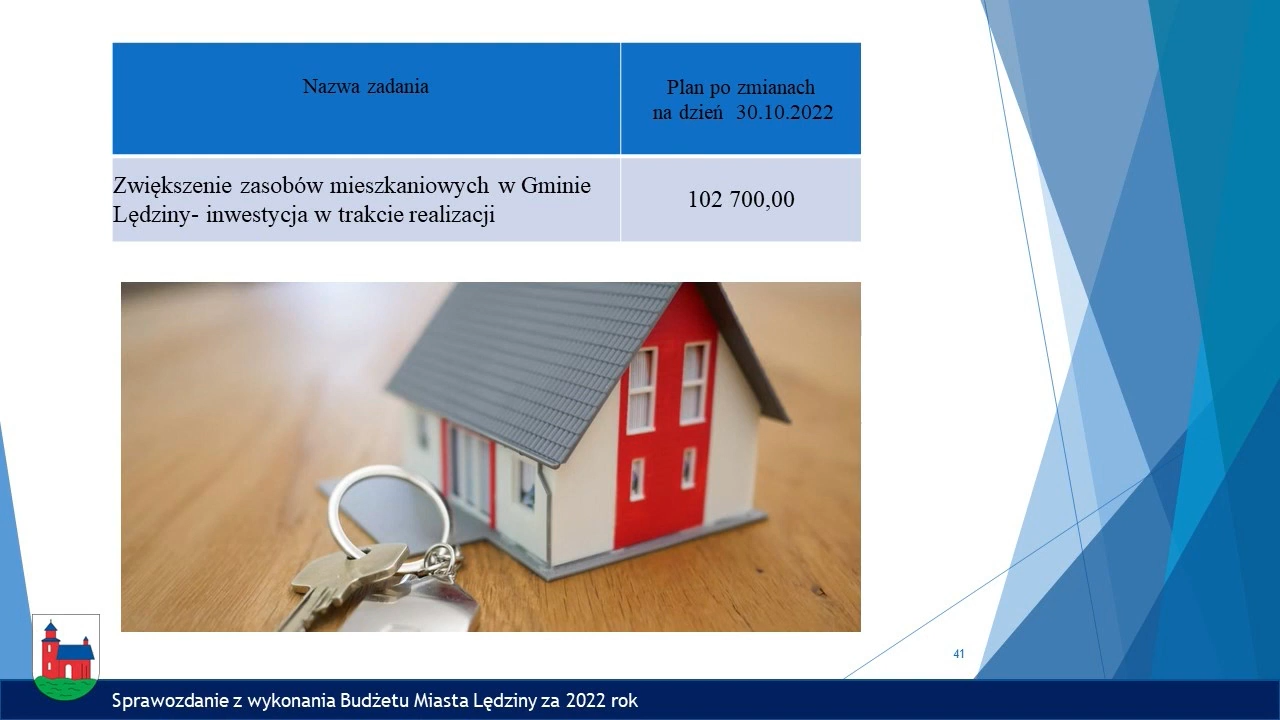 Nazwa zadania
Plan po zmianach
na dzień 30.10.2022
Zwiększenie zasobów mieszkaniowych w Gminie
Lędziny- inwestycja w trakcie realizacji
102 700,00
41
Sprawozdanie z wykonania Budżetu Miasta Lędziny za 2022 rok